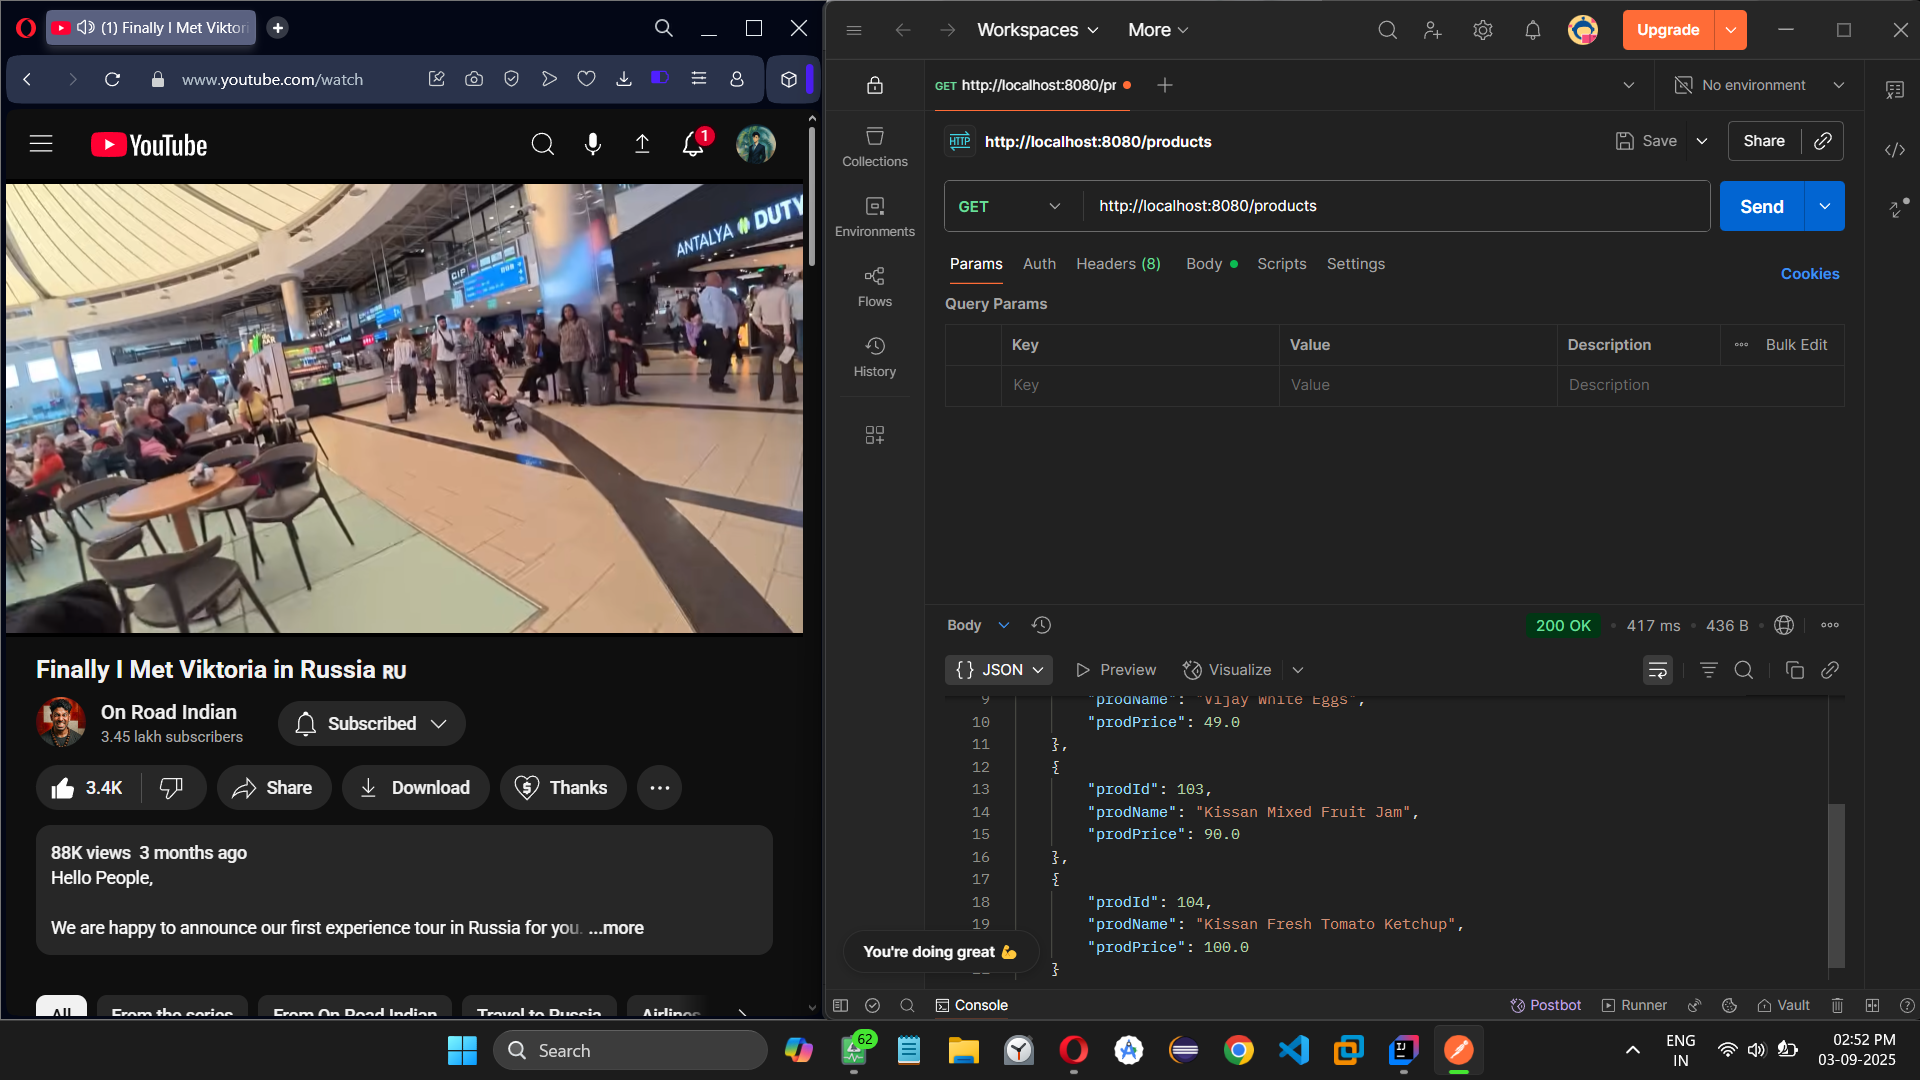 (1) Finally I Met Viktori
www.youtube.com/watch
YouTube
1
ANTALYA DUTY
CIP
Finally I Met Viktoria in Russia RU
On Road Indian
3.45 lakh subscribers
Subscribed
3.4K
Share
Download
Thanks
88K views 3 months ago
Hello People,
We are happy to announce our first experience tour in Russia for you. ...more
All
From the series
From On Road Indian
Travel to Russia
Airlines
Workspaces
More
Upgrade
GET http://localhost:8080/pr
No environment
Collections
Environments
Flows
History
HTTP
http://localhost:8080/products
Save
Share
GET
http://localhost:8080/products
Send
Params
Auth
Headers (8)
Body
Scripts
Settings
Cookies
Query Params
Key
Value
Description
Bulk Edit
Key
Value
Description
Body
200 OK
417 ms
436 B
{} JSON
Preview
Visualize
9 "prodName": "Vijay White Eggs",
10 "prodPrice": 49.0
11 },
12 {
13 "prodId": 103,
14 "prodName": "Kissan Mixed Fruit Jam",
15 "prodPrice": 90.0
16 },
17 {
18 "prodId": 104,
19 "prodName": "Kissan Fresh Tomato Ketchup",
"prodPrice": 100.0
}
You're doing great 💪
Console
Postbot
Runner
Vault
Search
62
IJ
ENG
IN
02:52 PM
03-09-2025